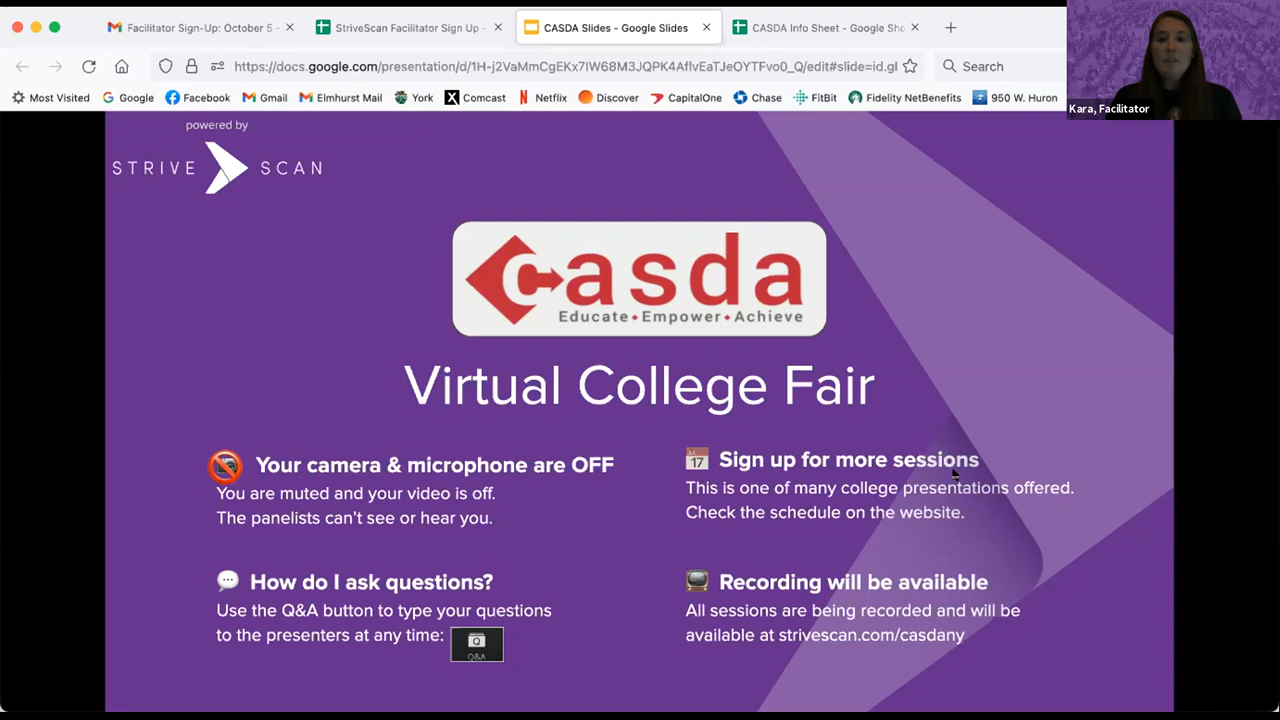 Facilitator Sign-Up: October 5 -
StriveScan Facilitator Sign Up -
CASDA Slides - Google Slides
CASDA Info Sheet - Google She
https://docs.google.com/presentation/d/1H-j2VaMmCgEKx7lW68M3JQPK4AflvEaTJeOYTFvo0_Q/edit#slide=id.gl
Search
Most Visited
Google
Facebook
Gmail
Elmhurst Mail
York
Comcast
Netflix
Discover
CapitalOne
Chase
FitBit
Fidelity NetBenefits
950 W. Huron
Kara, Facilitator
powered by
STRIVE SCAN
casda
Educate Empower Achieve
Virtual College Fair
Your camera & microphone are OFF
You are muted and your video is off.
The panelists can't see or hear you.
How do I ask questions?
Use the Q&A button to type your questions
to the presenters at any time:
Q
Q&A
JUL
17
Sign up for more sessions
This is one of many college presentations offered.
Check the schedule on the website.
Recording will be available
All sessions are being recorded and will be
available at strivescan.com/casdany